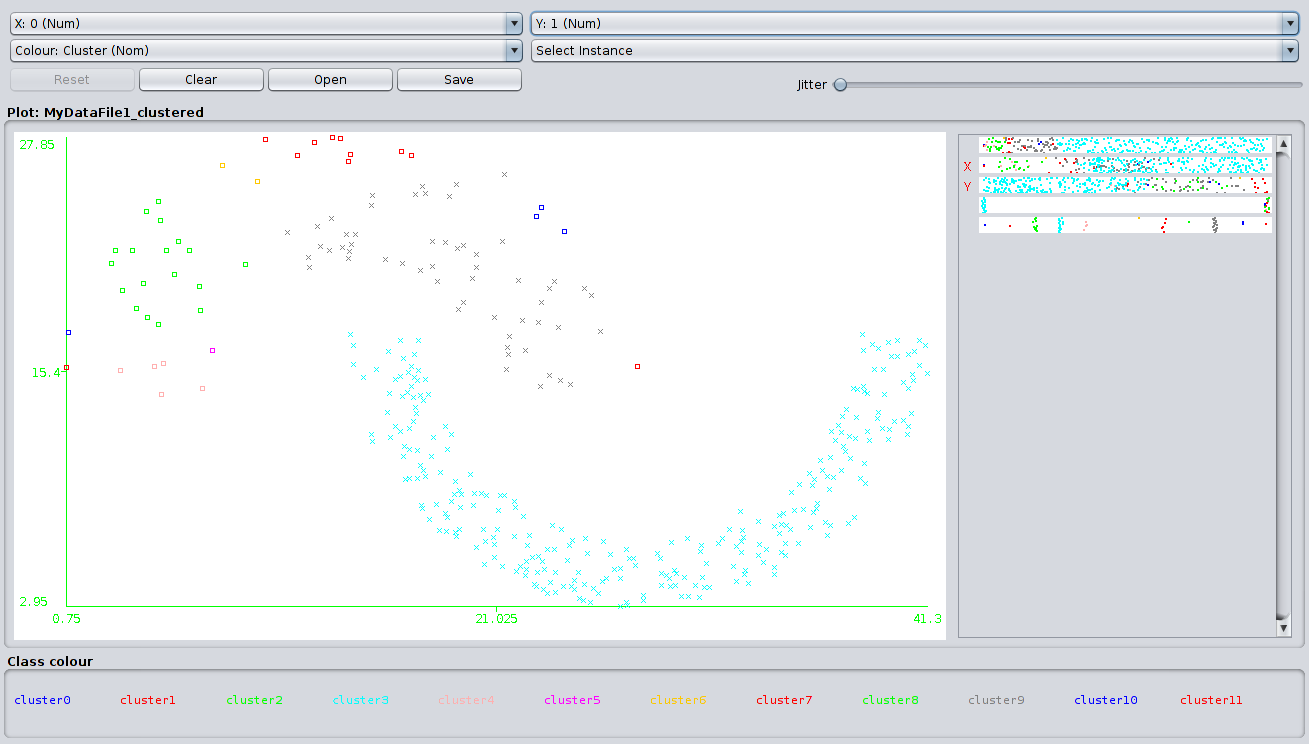 X: 0 (Num) Y: 1 (Num)
Colour: Cluster (Nom) Select Instance
Reset Clear Open Save Jitter
Plot: MyDataFile1_clustered
27.85
15.4
2.95
0.75 21.025 41.3
X
Y
Class colour
cluster0 cluster1 cluster2 cluster3 cluster4 cluster5 cluster6 cluster7 cluster8 cluster9 cluster10 cluster11